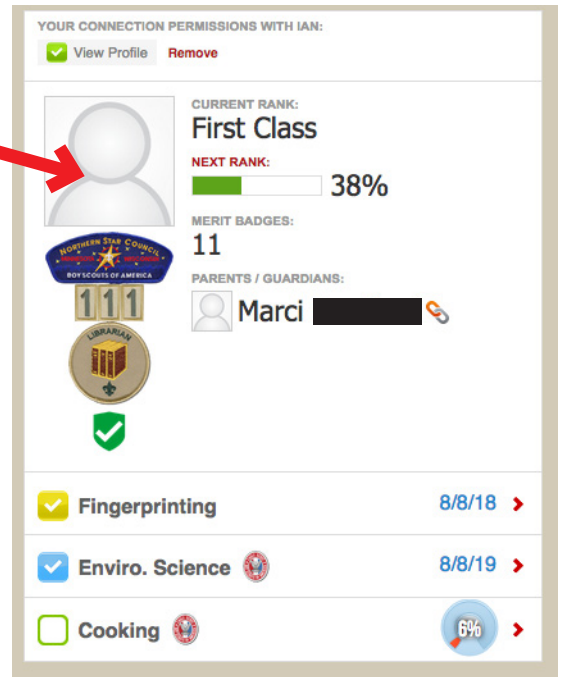 YOUR CONNECTION PERMISSIONS WITH IAN:
View Profile Remove
CURRENT RANK:
First Class
NEXT RANK:
38%
MERIT BADGES:
11
PARENTS / GUARDIANS:
Marci
NORTHERN STAR COUNCIL
BOY SCOUTS OF AMERICA
111
LIBRARIAN
Fingerprinting 8/8/18
Enviro. Science 8/8/19
Cooking 6%